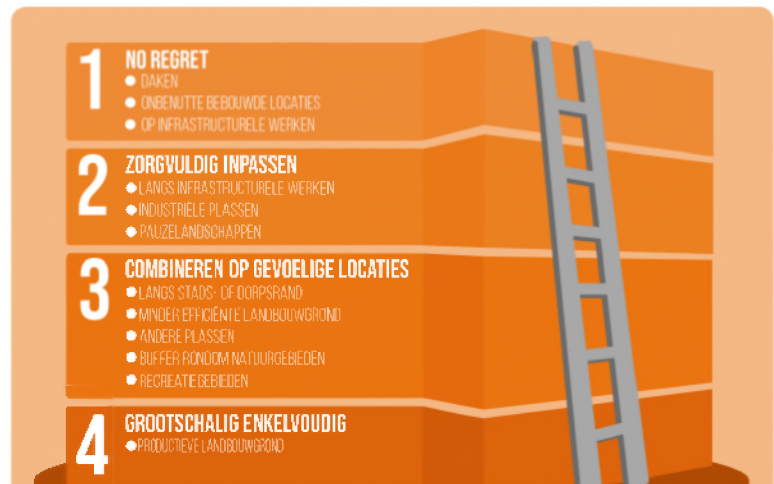 1
NO REGRET
DAKEN
ONBENUTTE BEBOUWDE LOCATIES
OP INFRASTRUCTURELE WERKEN
2
ZORGVULDIG INPASSEN
LANGS INFRASTRUCTURELE WERKEN
INDUSTRIËLE PLASSEN
PAUZELANDSCHAPPEN
3
COMBINEREN OP GEVOELIGE LOCATIES
LANGS STADS- OF DORPSRAND
MINDER EFFICIËNTE LANDBOUWGROND
ANDERE PLASSEN
BUFFER RONDOM NATUURGEBIEDEN
RECREATIEGEBIEDEN
4
GROOTSCHALIG ENKELVOUDIG
PRODUCTIEVE LANDBOUWGROND